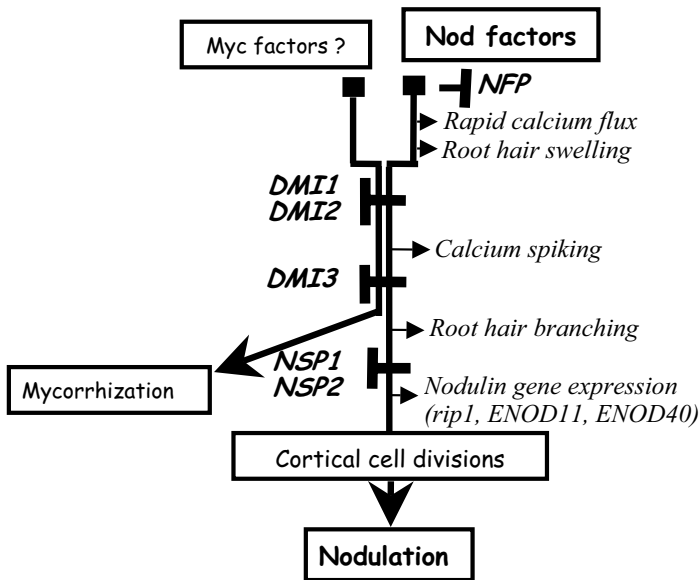 Myc factors ?
Nod factors
NFP
Rapid calcium flux
Root hair swelling
DMI1
DMI2
Calcium spiking
DMI3
Root hair branching
NSP1
NSP2
Mycorrhization
Nodulin gene expression
(rip1, ENOD11, ENOD40)
Cortical cell divisions
Nodulation